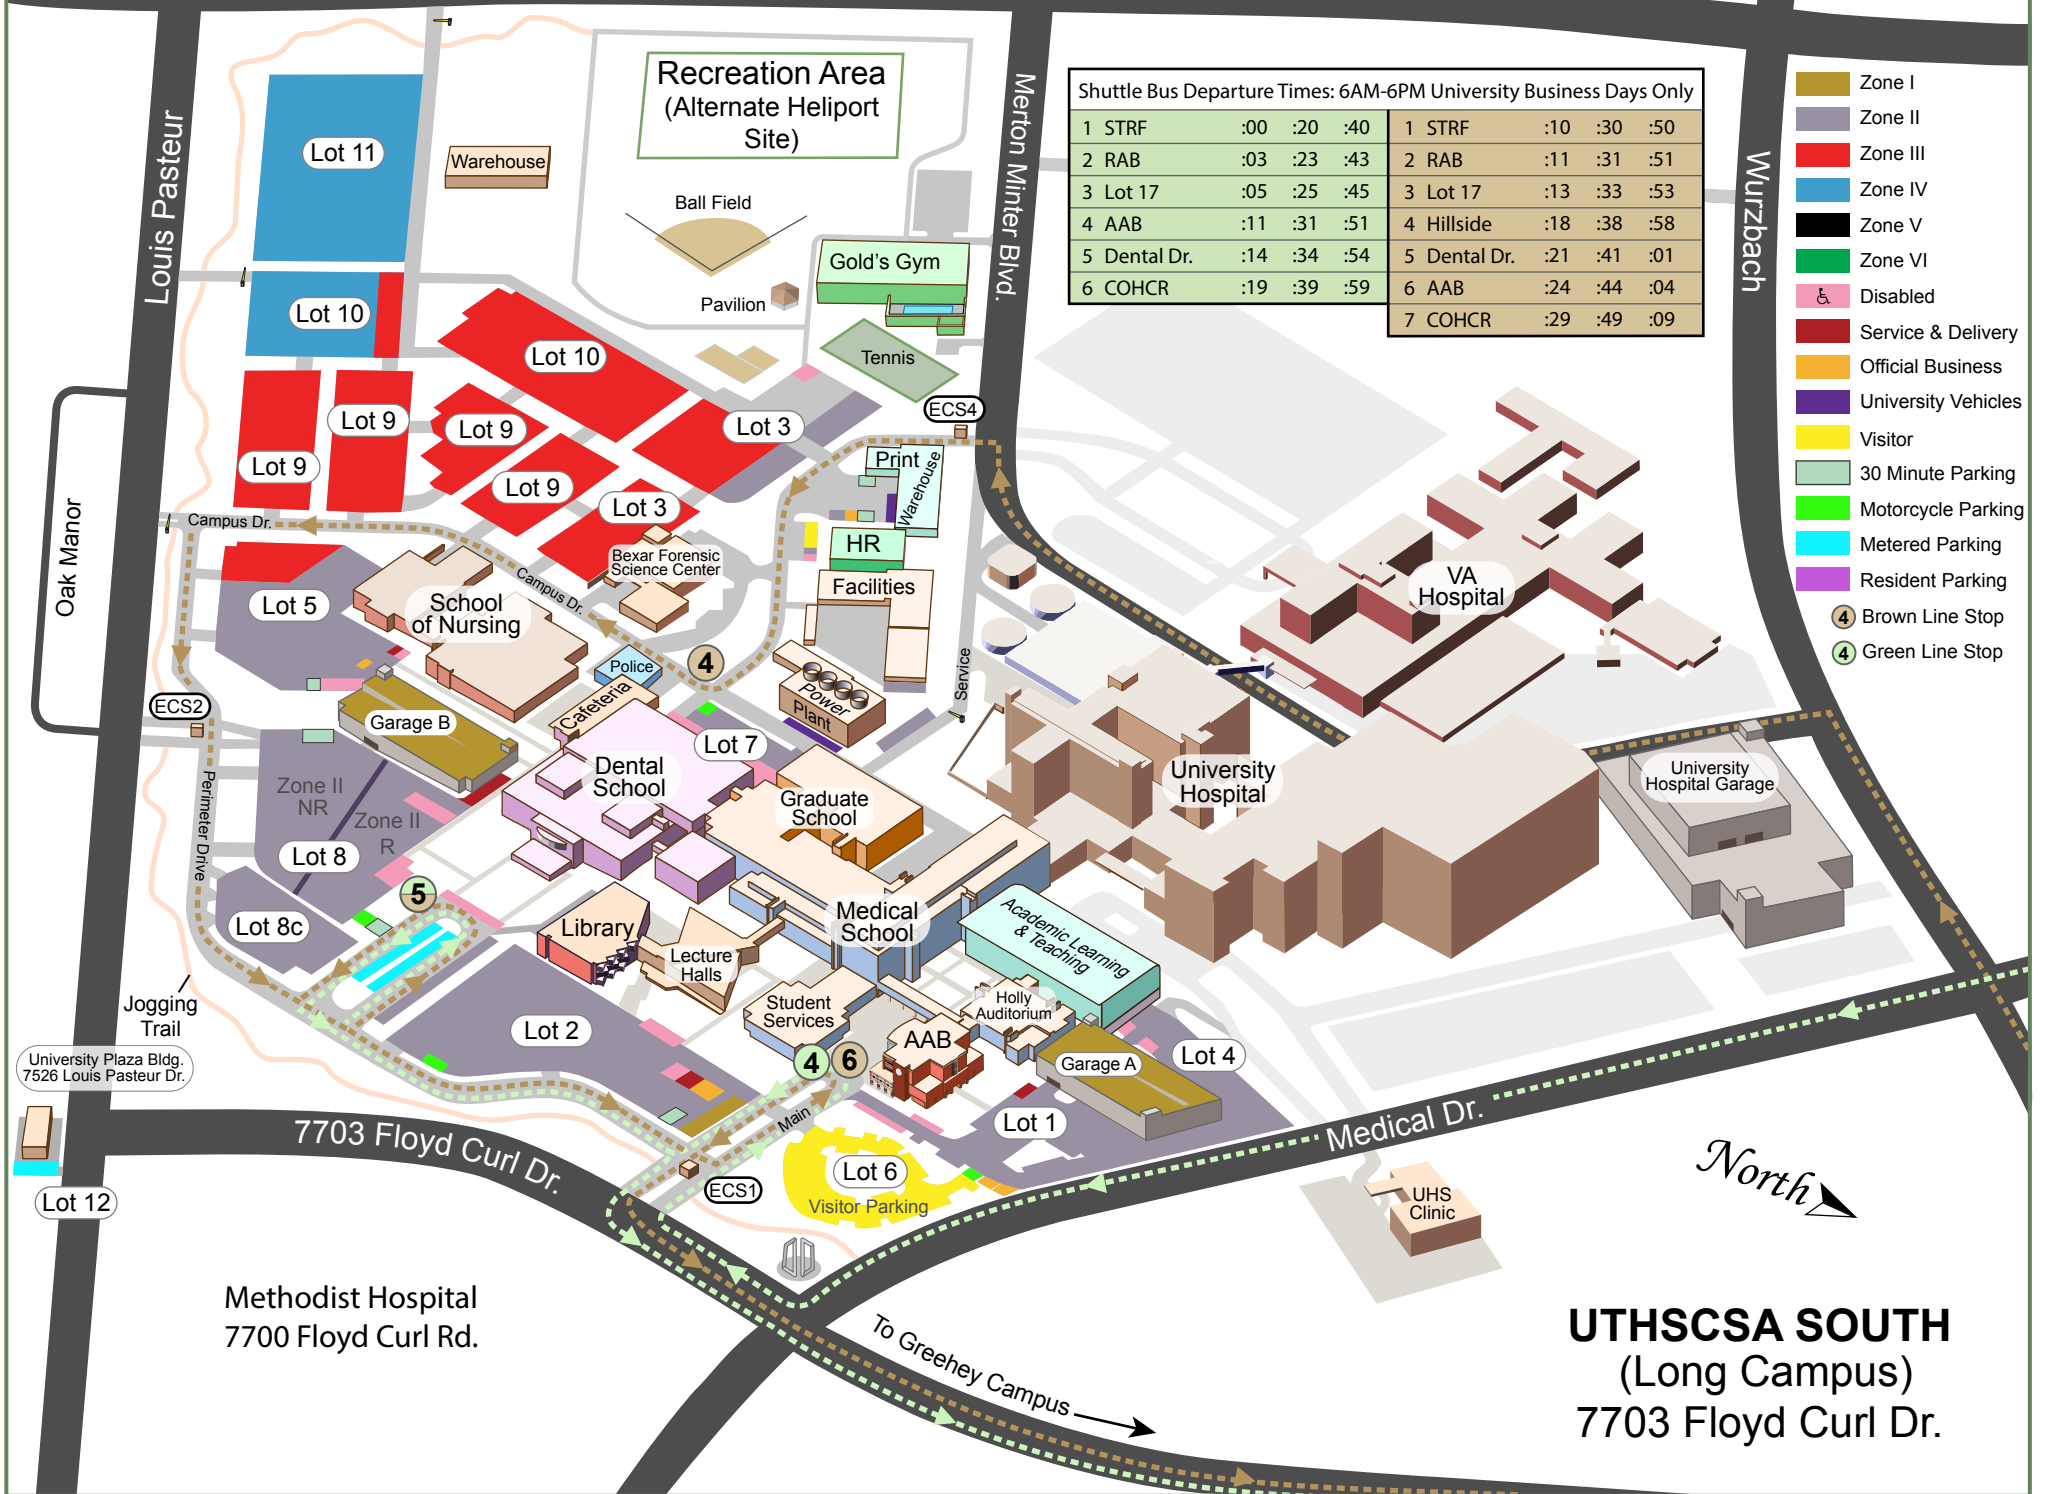 Recreation Area
(Alternate Heliport
Site)
Merton Minter Blvd.
Louis Pasteur
Wurzbach
Shuttle Bus Departure Times: 6AM-6PM University Business Days Only
1 STRF :00 :20 :40
2 RAB :03 :23 :43
3 Lot 17 :05 :25 :45
4 AAB :11 :31 :51
5 Dental Dr. :14 :34 :54
6 COHCR :19 :39 :59
1 STRF :10 :30 :50
2 RAB :11 :31 :51
3 Lot 17 :13 :33 :53
4 Hillside :18 :38 :58
5 Dental Dr. :21 :41 :01
6 AAB :24 :44 :04
7 COHCR :29 :49 :09
Zone I
Zone II
Zone III
Zone IV
Zone V
Zone VI
Disabled
Service & Delivery
Official Business
University Vehicles
Visitor
30 Minute Parking
Motorcycle Parking
Metered Parking
Resident Parking
4 Brown Line Stop
4 Green Line Stop
Lot 11
Warehouse
Ball Field
Gold's Gym
Pavilion
Lot 10
Lot 10
Tennis
ECS4
Lot 9
Lot 9
Lot 9
Lot 9
Lot 3
Lot 3
Print
Warehouse
HR
Facilities
Campus Dr.
Campus Dr.
Bexar Forensic
Science Center
Oak Manor
Lot 5
School
of Nursing
Police
4
Cafeteria
Power
Plant
Service
VA
Hospital
ECS2
Garage B
Lot 7
Dental
School
Graduate
School
University
Hospital
University
Hospital Garage
Zone II
NR
Zone II
R
Lot 8
Perimeter Drive
5
Lot 8c
Library
Lecture
Halls
Medical
School
Academic Learning
& Teaching
Jogging
Trail
Student
Services
Holly
Auditorium
AAB
Lot 2
4
6
Garage A
Lot 4
University Plaza Bldg.
7526 Louis Pasteur Dr.
Lot 1
Main
Medical Dr.
7703 Floyd Curl Dr.
Lot 6
Visitor Parking
ECS1
Lot 12
UHS
Clinic
North
Methodist Hospital
7700 Floyd Curl Rd.
To Greehey Campus
UTHSCSA SOUTH
(Long Campus)
7703 Floyd Curl Dr.